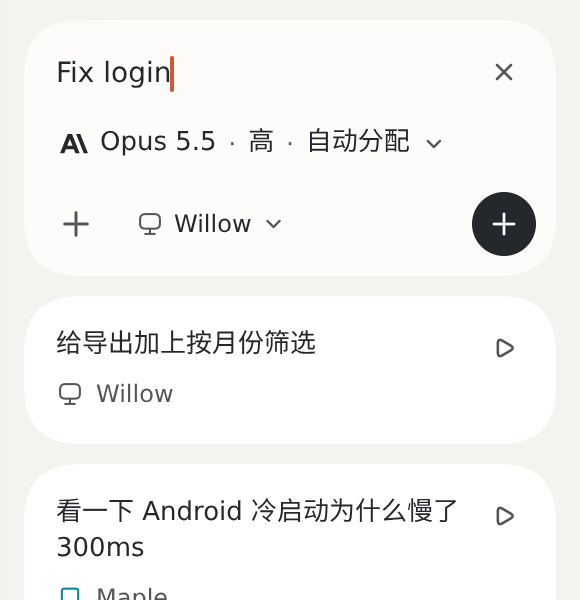 Fix login
Opus 5.5 · 高 · 自动分配
Willow
给导出加上按月份筛选
Willow
看一下 Android 冷启动为什么慢了
300ms
Maple